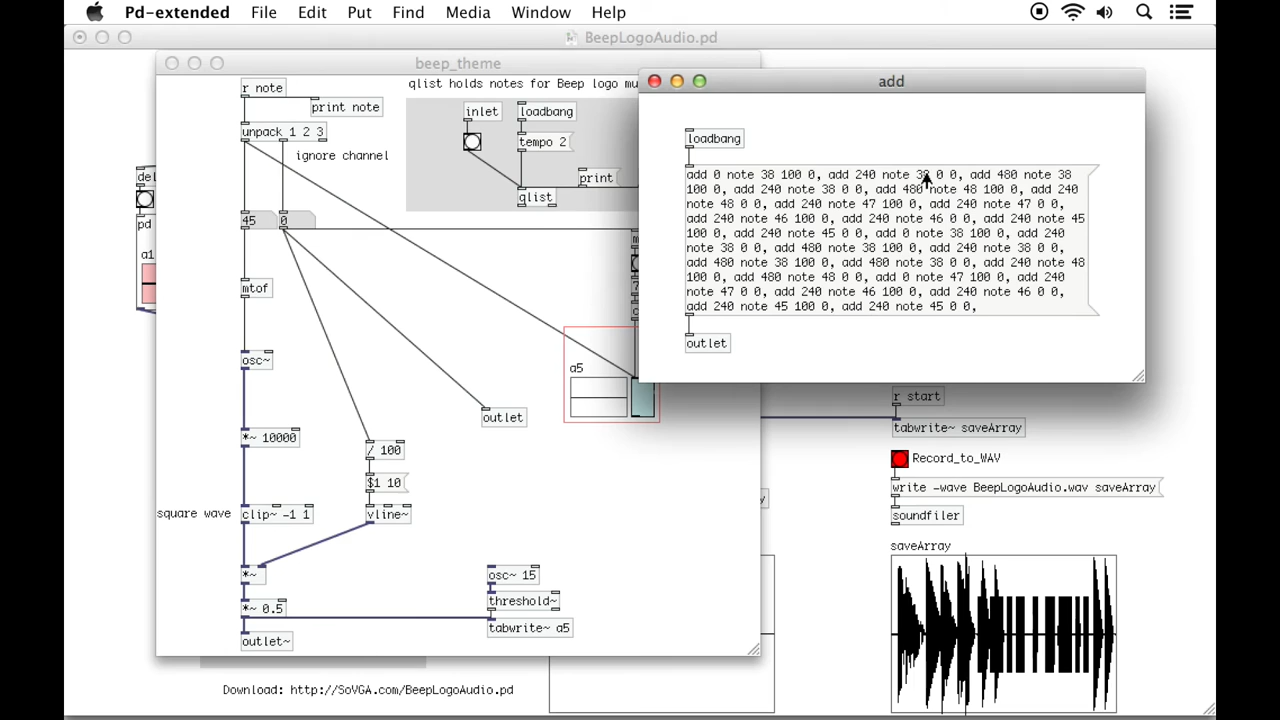 Pd-extended File Edit Put Find Media Window Help
BeepLogoAudio.pd
beep_theme
r note
print note
unpack 1 2 3
ignore channel
45 0
mtof
osc~
*~ 10000
square wave
clip~ -1 1
*~
*~ 0.5
outlet~
/ 100
$1 10
vline~
outlet
osc~ 15
threshold~
tabwrite~ a5
a5
qlist holds notes for Beep logo mu
inlet
loadbang
tempo 2
print
qlist
del
pd
a1
add
loadbang
add 0 note 38 100 0, add 240 note 38 0 0, add 480 note 38
100 0, add 240 note 38 0 0, add 480 note 48 100 0, add 240
note 48 0 0, add 240 note 47 100 0, add 240 note 47 0 0,
add 240 note 46 100 0, add 240 note 46 0 0, add 240 note 45
100 0, add 240 note 45 0 0, add 0 note 38 100 0, add 240
note 38 0 0, add 480 note 38 100 0, add 240 note 38 0 0,
add 480 note 38 100 0, add 480 note 38 0 0, add 240 note 48
100 0, add 480 note 48 0 0, add 0 note 47 100 0, add 240
note 47 0 0, add 240 note 46 100 0, add 240 note 46 0 0,
add 240 note 45 100 0, add 240 note 45 0 0,
outlet
r start
tabwrite~ saveArray
Record_to_WAV
write -wave BeepLogoAudio.wav saveArray
soundfiler
saveArray
Download: http://SoVGA.com/BeepLogoAudio.pd